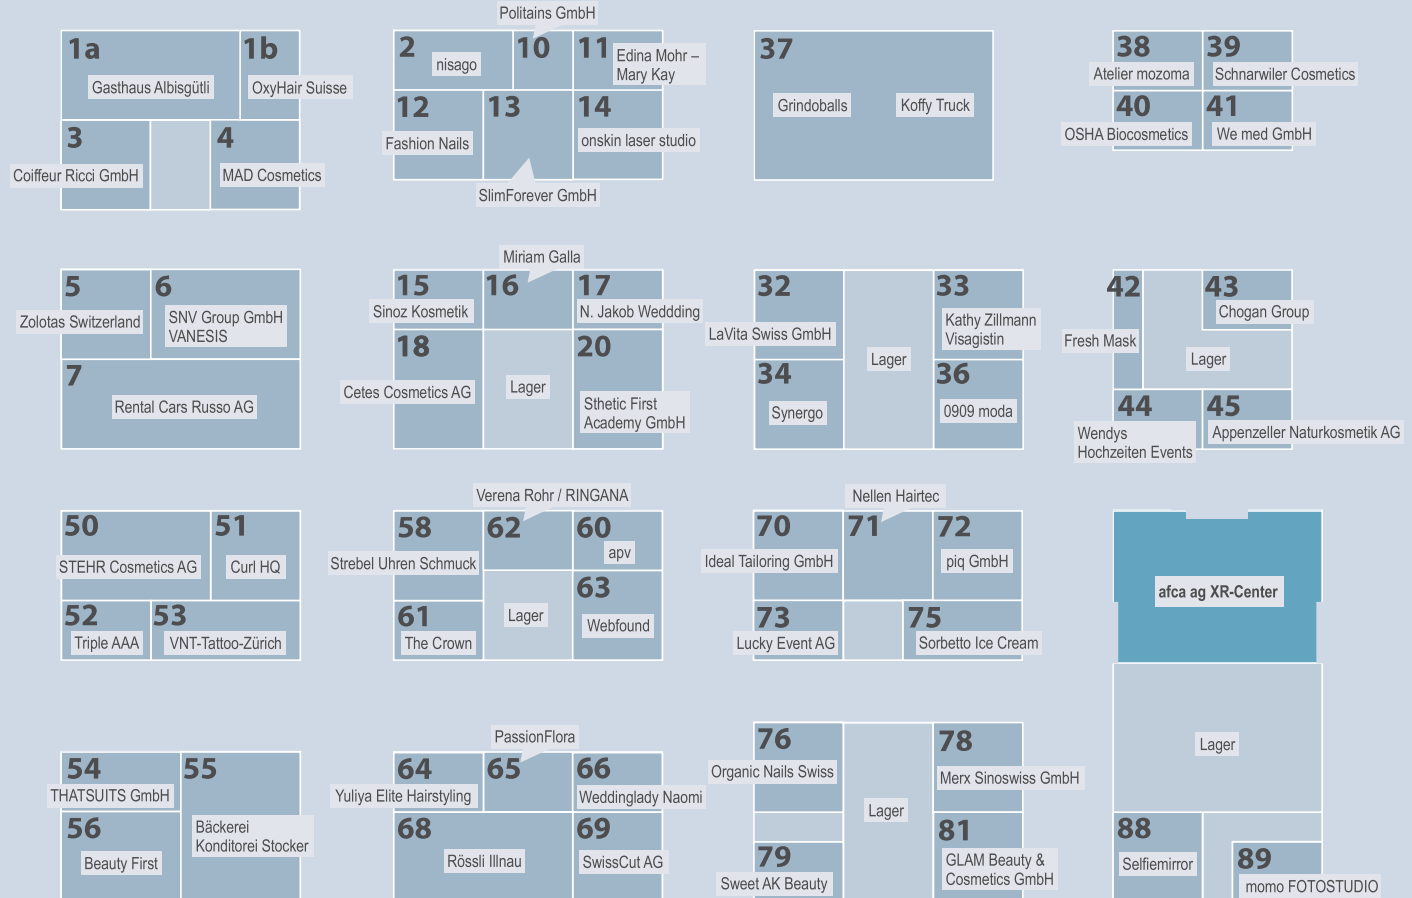 1a
Gasthaus Albisgütli
1b
OxyHair Suisse
3
Coiffeur Ricci GmbH
4
MAD Cosmetics
Politains GmbH
2
nisago
10
11
Edina Mohr –
Mary Kay
12
Fashion Nails
13
SlimForever GmbH
14
onskin laser studio
37
Grindoballs
Koffy Truck
38
Atelier mozoma
39
Schnarwiler Cosmetics
40
OSHA Biocosmetics
41
We med GmbH
5
Zolotas Switzerland
6
SNV Group GmbH
VANESIS
7
Rental Cars Russo AG
Miriam Galla
15
Sinoz Kosmetik
16
17
N. Jakob Weddding
18
Cetes Cosmetics AG
Lager
20
Sthetic First
Academy GmbH
32
LaVita Swiss GmbH
33
Kathy Zillmann
Visagistin
Lager
34
Synergo
36
0909 moda
42
Fresh Mask
43
Chogan Group
Lager
44
Wendys
Hochzeiten Events
45
Appenzeller Naturkosmetik AG
50
STEHR Cosmetics AG
51
Curl HQ
52
Triple AAA
53
VNT-Tattoo-Zürich
Verena Rohr / RINGANA
58
Strebel Uhren Schmuck
62
60
apv
61
The Crown
Lager
63
Webfound
Nellen Hairtec
70
Ideal Tailoring GmbH
71
72
piq GmbH
73
Lucky Event AG
75
Sorbetto Ice Cream
afca ag XR-Center
Lager
54
THATSUITS GmbH
55
Bäckerei
Konditorei Stocker
56
Beauty First
PassionFlora
64
Yuliya Elite Hairstyling
65
66
Weddinglady Naomi
68
Rössli Illnau
69
SwissCut AG
76
Organic Nails Swiss
78
Merx Sinoswiss GmbH
Lager
79
Sweet AK Beauty
81
GLAM Beauty &
Cosmetics GmbH
88
Selfiemirror
89
momo FOTOSTUDIO